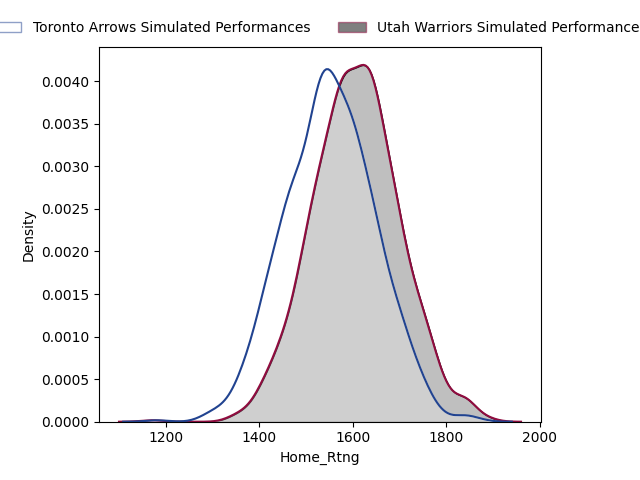 Toronto Arrows Simulated Performances Utah Warriors Simulated Performance
0.0040
0.0035
0.0030
0.0025
0.0020
0.0015
0.0010
0.0005
0.0000
Density
1200 1400 1600 1800 2000
Home_Rtng